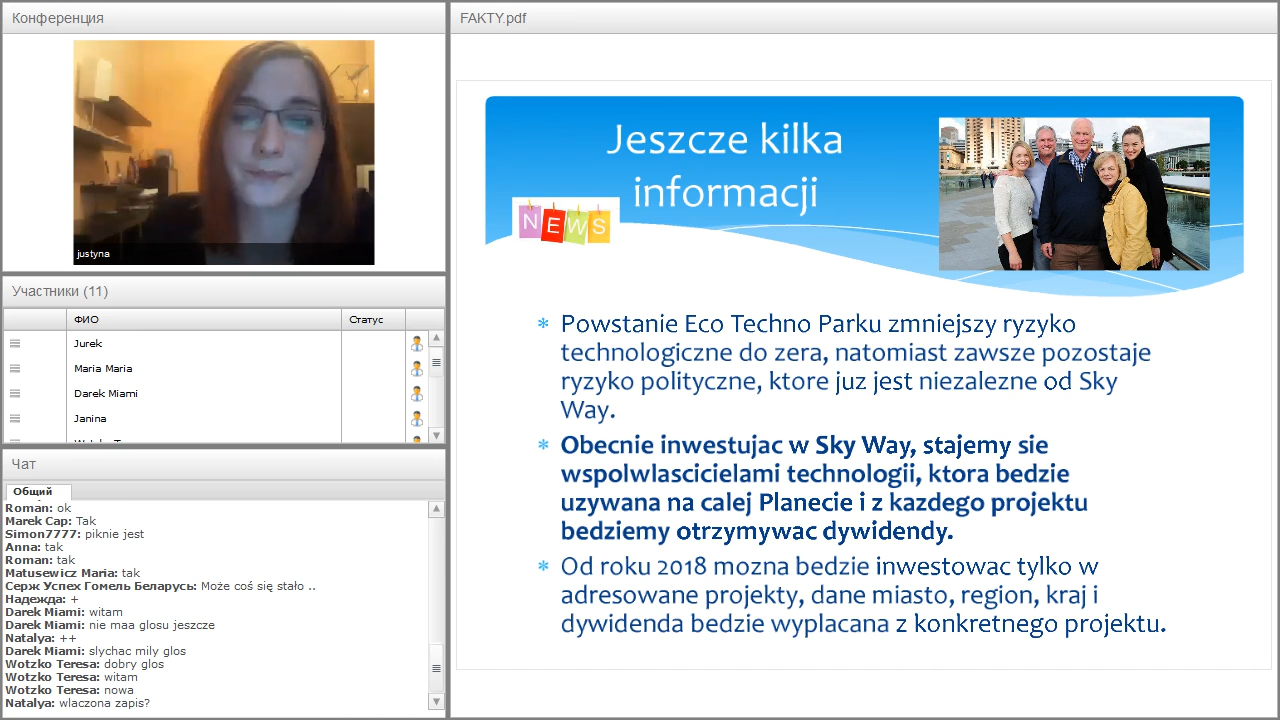 Конференция
justyna
Участники (11)
ФИО
Статус
Jurek
Maria Maria
Darek Miami
Janina
Чат
Общий
Roman: ok
Marek Cap: Tak
Simon7777: piknie jest
Anna: tak
Roman: tak
Matusewicz Maria: tak
Серж Успех Гомель Беларусь: Może coś się stało ..
Надежда: +
Darek Miami: witam
Darek Miami: nie maa glosu jeszcze
Natalya: ++
Darek Miami: slychac mily glos
Wotzko Teresa: dobry glos
Wotzko Teresa: witam
Wotzko Teresa: nowa
Natalya: wlaczona zapis?
FAKTY.pdf
Jeszcze kilka
informacji
NEWS
* Powstanie Eco Techno Parku zmniejszy ryzyko
technologiczne do zera, natomiast zawsze pozostaje
ryzyko polityczne, ktore juz jest niezalezne od Sky
Way.
* Obecnie inwestujac w Sky Way, stajemy sie
wspolwlascicielami technologii, ktora bedzie
uzywana na calej Planecie i z kazdego projektu
bedziemy otrzymywac dywidendy.
* Od roku 2018 mozna bedzie inwestowac tylko w
adresowane projekty, dane miasto, region, kraj i
dywidenda bedzie wyplacana z konkretnego projektu.